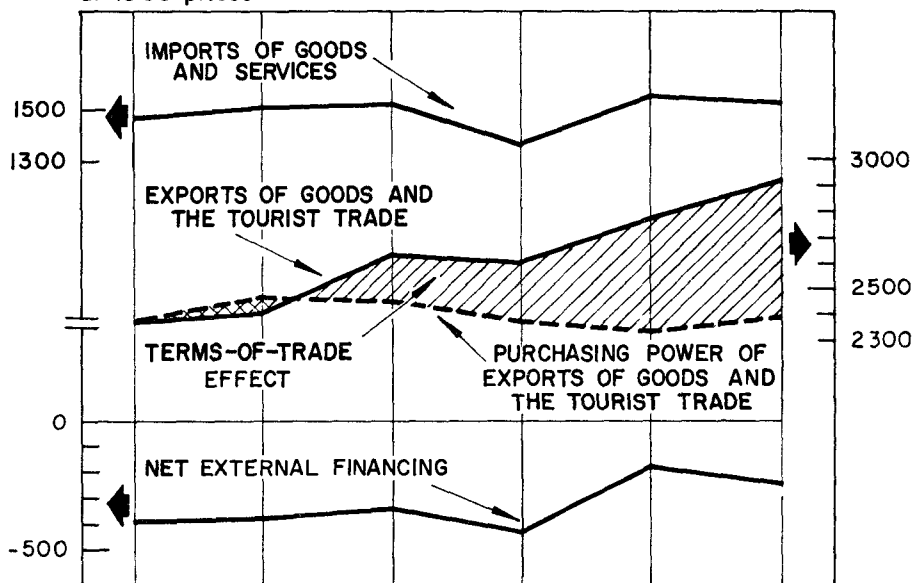 IMPORTS OF GOODS
AND SERVICES
1500
1300
3000
EXPORTS OF GOODS AND
THE TOURIST TRADE
2500
2300
TERMS-OF-TRADE
EFFECT
PURCHASING POWER OF
EXPORTS OF GOODS AND
THE TOURIST TRADE
0
NET EXTERNAL FINANCING
-500